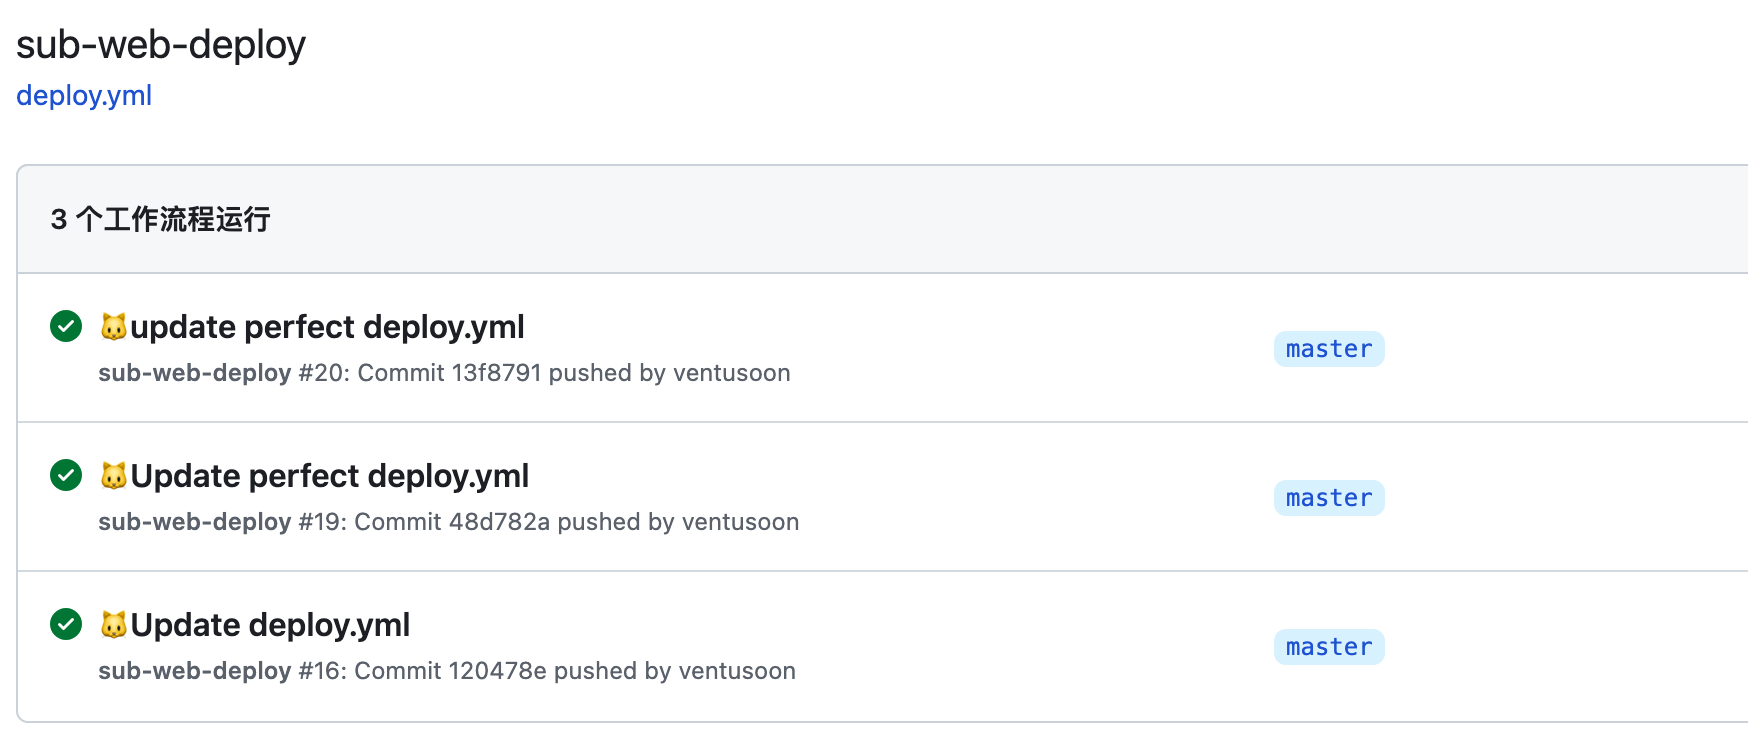 sub-web-deploy
deploy.yml
3 个工作流程运行
🐱update perfect deploy.yml
sub-web-deploy #20: Commit 13f8791 pushed by ventusoon
master
🐱Update perfect deploy.yml
sub-web-deploy #19: Commit 48d782a pushed by ventusoon
master
🐱Update deploy.yml
sub-web-deploy #16: Commit 120478e pushed by ventusoon
master